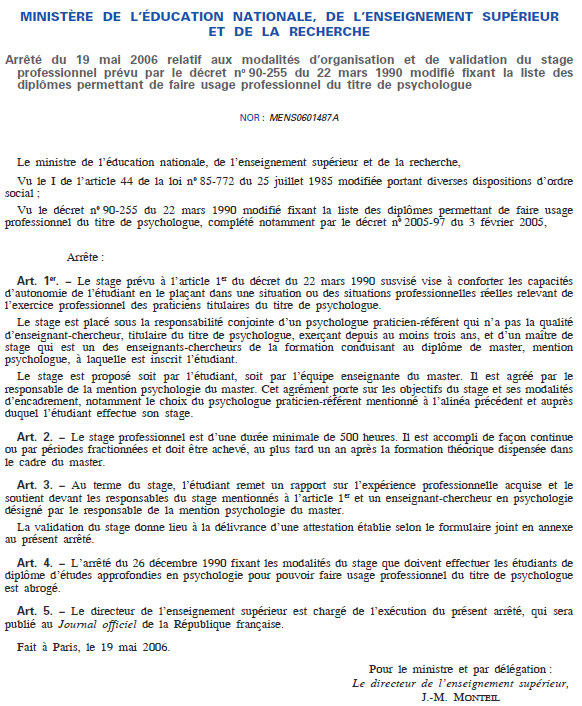 MINISTÈRE DE L’ÉDUCATION NATIONALE, DE L’ENSEIGNEMENT SUPÉRIEUR
ET DE LA RECHERCHE
Arrêté du 19 mai 2006 relatif aux modalités d’organisation et de validation du stage
professionnel prévu par le décret nº 90-255 du 22 mars 1990 modifié fixant la liste des
diplômes permettant de faire usage professionnel du titre de psychologue
NOR : MENS0601487A
Le ministre de l’éducation nationale, de l’enseignement supérieur et de la recherche,
Vu le I de l’article 44 de la loi nº 85-772 du 25 juillet 1985 modifiée portant diverses dispositions d’ordre
social ;
Vu le décret nº 90-255 du 22 mars 1990 modifié fixant la liste des diplômes permettant de faire usage
professionnel du titre de psychologue, complété notamment par le décret nº 2005-97 du 3 février 2005,
Arrête :
Art. 1er. – Le stage prévu à l’article 1er du décret du 22 mars 1990 susvisé vise à conforter les capacités
d’autonomie de l’étudiant en le plaçant dans une situation ou des situations professionnelles réelles relevant de
l’exercice professionnel des praticiens titulaires du titre de psychologue.
Le stage est placé sous la responsabilité conjointe d’un psychologue praticien-référent qui n’a pas la qualité
d’enseignant-chercheur, titulaire du titre de psychologue, exerçant depuis au moins trois ans, et d’un maître de
stage qui est un des enseignants-chercheurs de la formation conduisant au diplôme de master, mention
psychologue, à laquelle est inscrit l’étudiant.
Le stage est proposé soit par l’étudiant, soit par l’équipe enseignante du master. Il est agréé par le
responsable de la mention psychologie du master. Cet agrément porte sur les objectifs du stage et ses modalités
d’encadrement, notamment le choix du psychologue praticien-référent mentionné à l’alinéa précédent et auprès
duquel l’étudiant effectue son stage.
Art. 2. – Le stage professionnel est d’une durée minimale de 500 heures. Il est accompli de façon continue
ou par périodes fractionnées et doit être achevé, au plus tard un an après la formation théorique dispensée dans
le cadre du master.
Art. 3. – Au terme du stage, l’étudiant remet un rapport sur l’expérience professionnelle acquise et le
soutient devant les responsables du stage mentionnés à l’article 1er et un enseignant-chercheur en psychologie
désigné par le responsable de la mention psychologie du master.
La validation du stage donne lieu à la délivrance d’une attestation établie selon le formulaire joint en annexe
au présent arrêté.
Art. 4. – L’arrêté du 26 décembre 1990 fixant les modalités du stage que doivent effectuer les étudiants de
diplôme d’études approfondies en psychologie pour pouvoir faire usage professionnel du titre de psychologue
est abrogé.
Art. 5. – Le directeur de l’enseignement supérieur est chargé de l’exécution du présent arrêté, qui sera
publié au Journal officiel de la République française.
Fait à Paris, le 19 mai 2006.
Pour le ministre et par délégation :
Le directeur de l’enseignement supérieur,
J.-M. MONTEIL